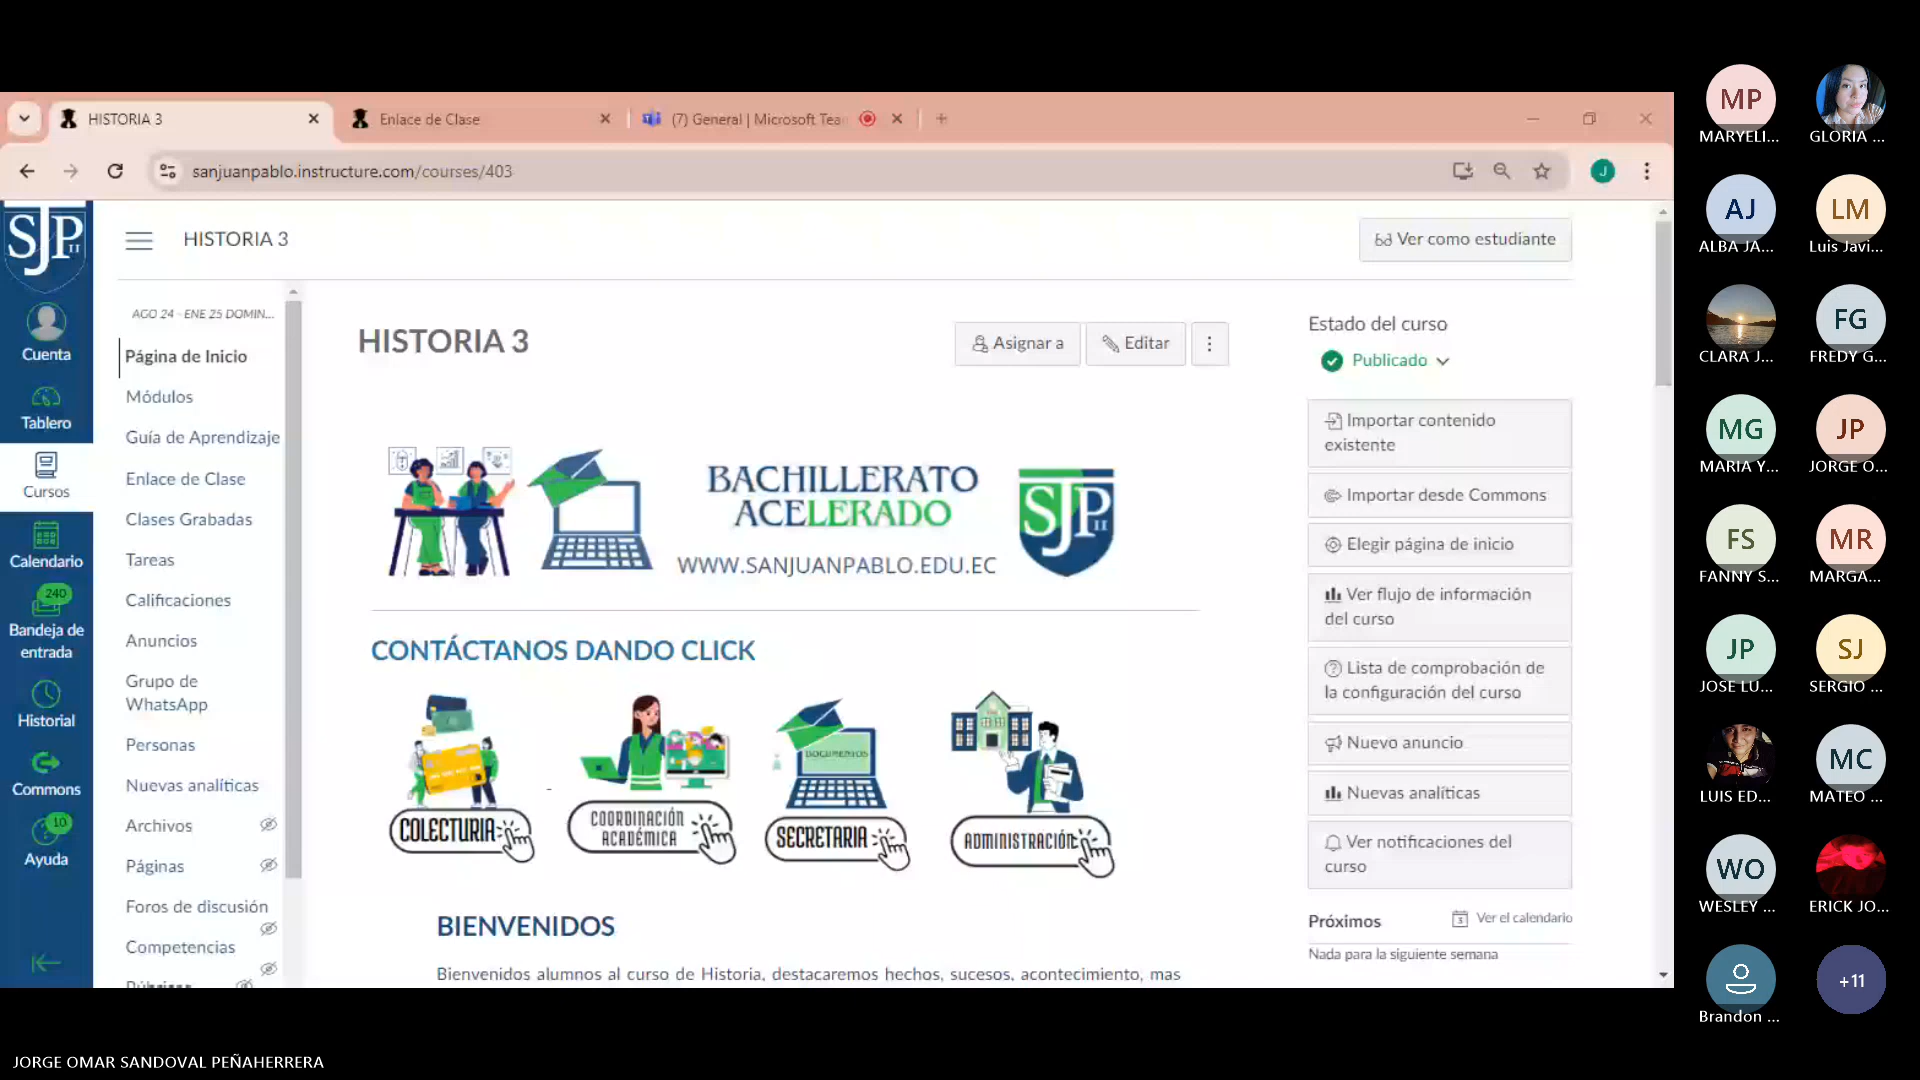 HISTORIA 3
Enlace de Clase
(7) General | Microsoft Tea
sanjuanpablo.instructure.com/courses/403
J
SJP II
Cuenta
Tablero
Cursos
Calendario
240
Bandeja de
entrada
Historial
Commons
10
Ayuda
HISTORIA 3
Ver como estudiante
AGO 24 - ENE 25 DOMIN...
Página de Inicio
Módulos
Guía de Aprendizaje
Enlace de Clase
Clases Grabadas
Tareas
Calificaciones
Anuncios
Grupo de
WhatsApp
Personas
Nuevas analíticas
Archivos
Páginas
Foros de discusión
Competencias
HISTORIA 3
Asignar a
Editar
BACHILLERATO
ACELERADO
WWW.SANJUANPABLO.EDU.EC
SJP II
CONTÁCTANOS DANDO CLICK
COLECTURIA
COORDINACIÓN
ACADÉMICA
DOCUMENTOS
SECRETARIA
ADMINISTRACIÓN
BIENVENIDOS
Bienvenidos alumnos al curso de Historia, destacaremos hechos, sucesos, acontecimiento, mas
Estado del curso
Publicado
Importar contenido
existente
Importar desde Commons
Elegir página de inicio
Ver flujo de información
del curso
Lista de comprobación de
la configuración del curso
Nuevo anuncio
Nuevas analíticas
Ver notificaciones del
curso
Próximos
Ver el calendario
Nada para la siguiente semana
MP
MARYELI...
GLORIA ...
AJ
ALBA JA...
LM
Luis Javi...
CLARA J...
FG
FREDY G...
MG
MARIA Y...
JP
JORGE O...
FS
FANNY S...
MR
MARGA...
JP
JOSE LU...
SJ
SERGIO ...
LUIS ED...
MC
MATEO ...
WO
WESLEY ...
ERICK JO...
Brandon ...
+11
JORGE OMAR SANDOVAL PEÑAHERRERA